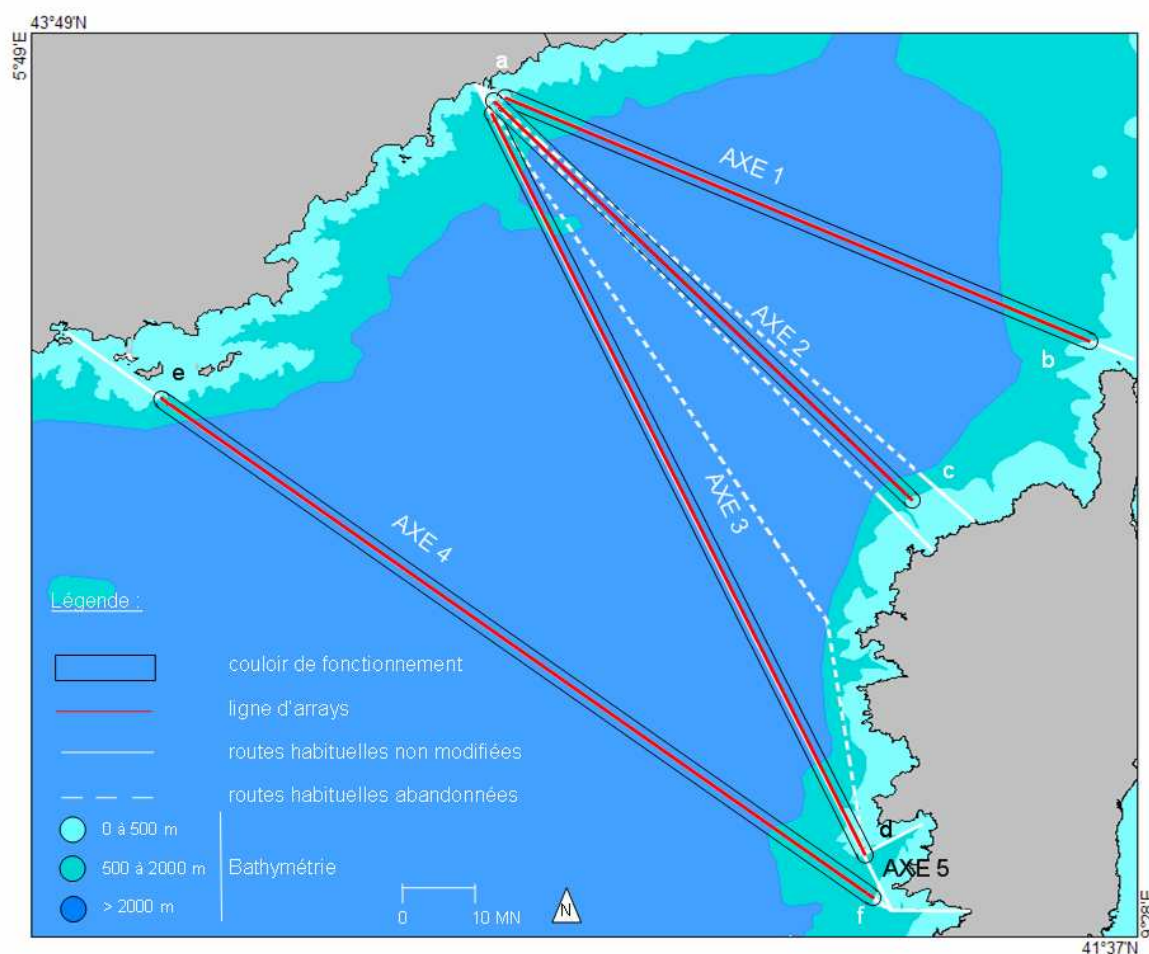 43°49'N
5°49'E
a
AXE 1
b
AXE 2
c
e
AXE 3
AXE 4
Légende :
couloir de fonctionnement
ligne d'arrays
routes habituelles non modifiées
routes habituelles abandonnées
0 à 500 m
500 à 2000 m
Bathymétrie
> 2000 m
0 10 MN
N
d
AXE 5
f
9°28'E
41°37'N